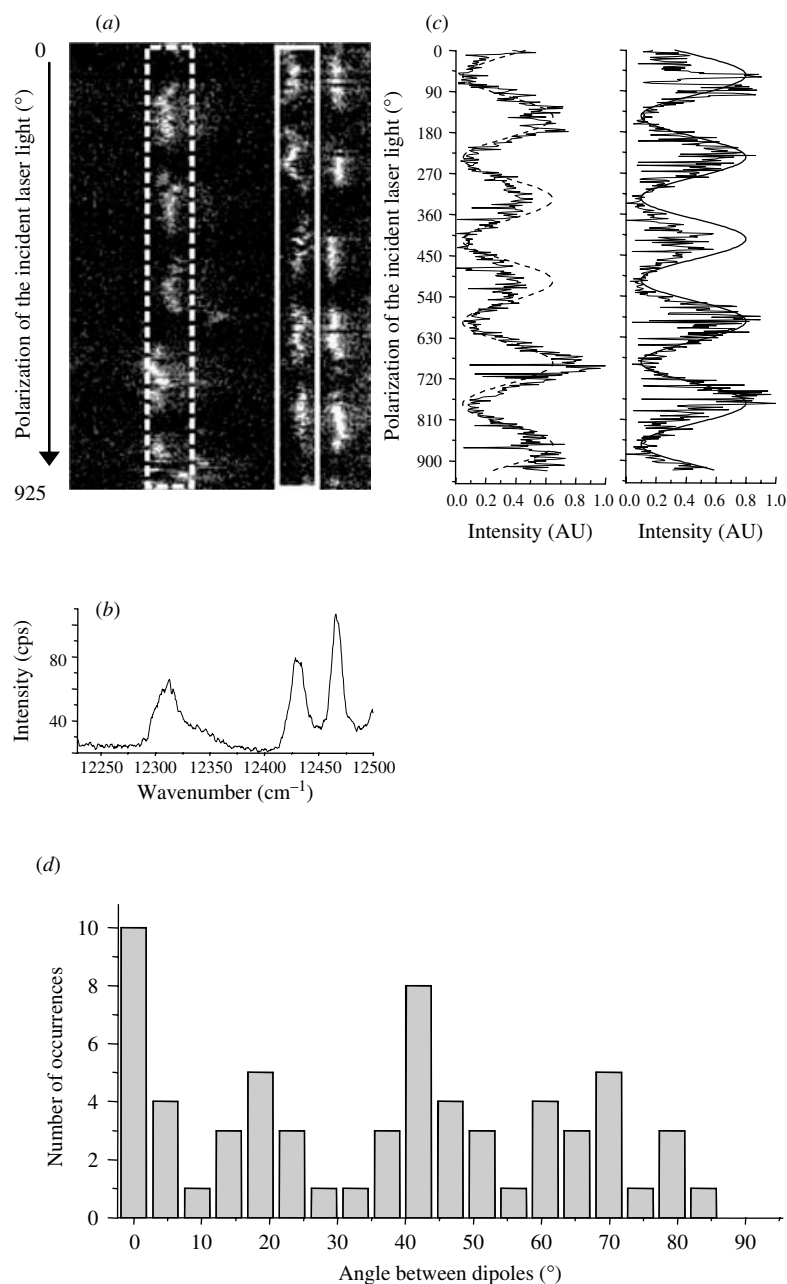 (a)
0
Polarization of the incident laser light (°)
925
(c)
0
90
180
270
360
450
540
630
720
810
900
Polarization of the incident laser light (°)
0.0 0.2 0.4 0.6 0.8 1.0
Intensity (AU)
0.0 0.2 0.4 0.6 0.8 1.0
Intensity (AU)
(b)
80
40
Intensity (cps)
12250 12300 12350 12400 12450 12500
Wavenumber (cm–1)
(d)
10
8
6
4
2
0
Number of occurrences
0 10 20 30 40 50 60 70 80 90
Angle between dipoles (°)